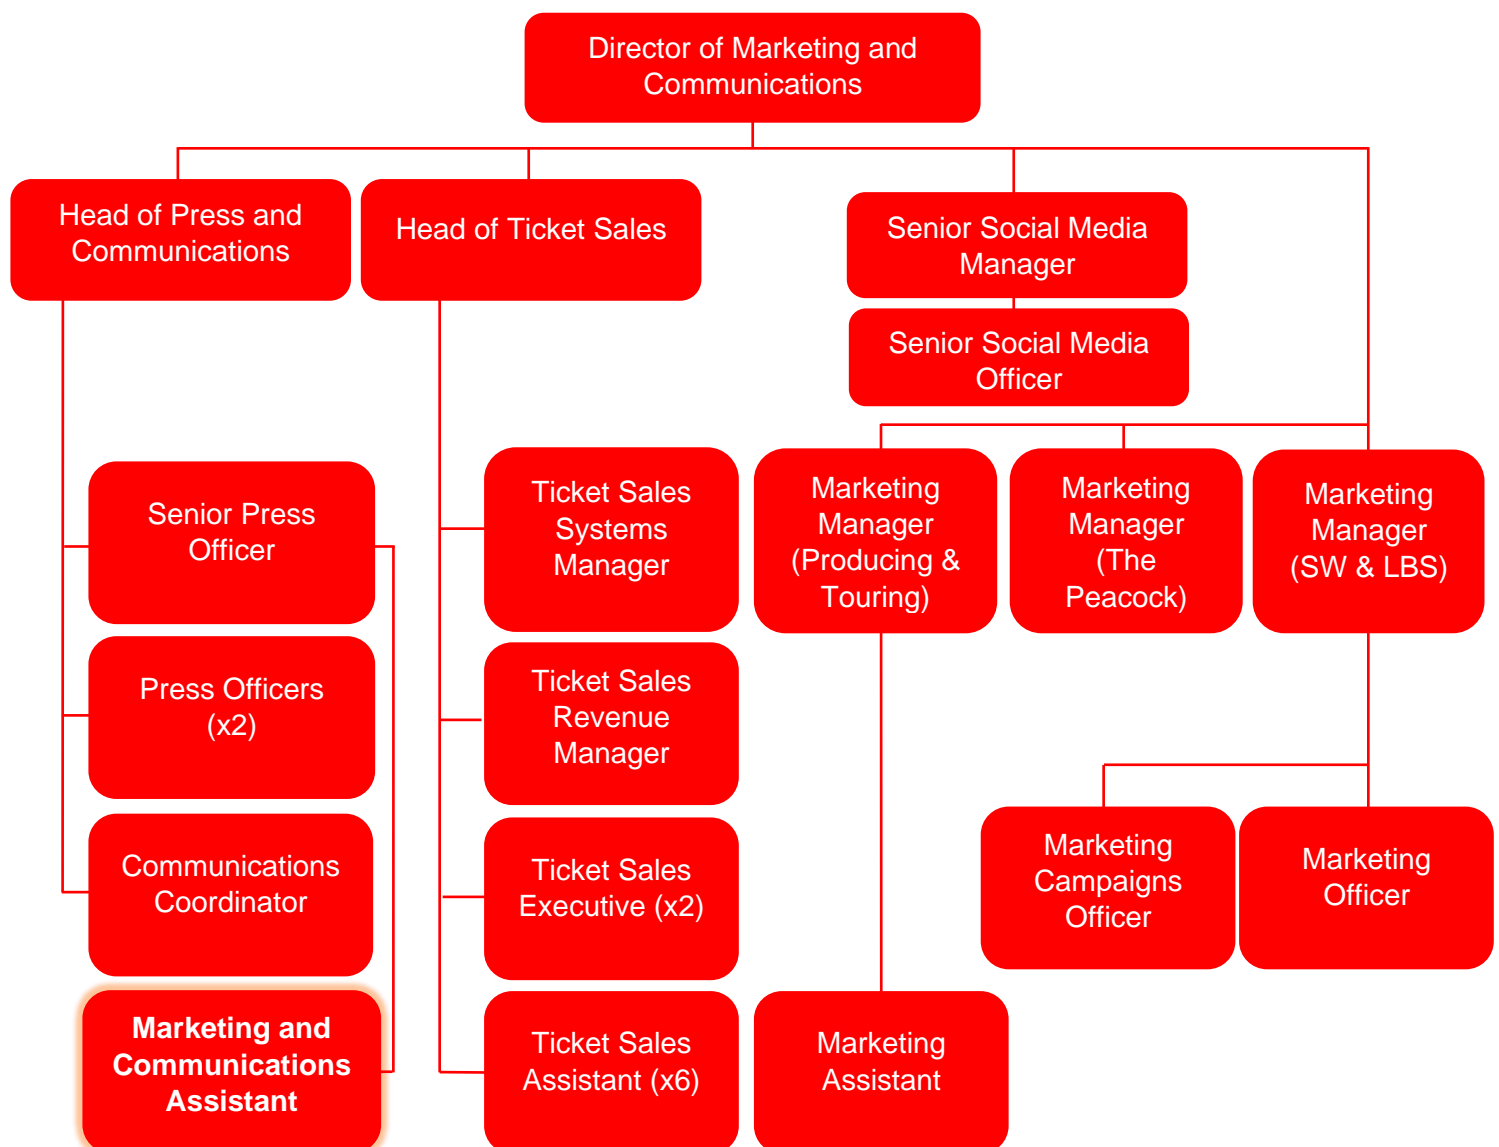 Director of Marketing and
Communications
Head of Press and
Communications
Head of Ticket Sales
Senior Social Media
Manager
Senior Social Media
Officer
Senior Press
Officer
Press Officers
(x2)
Communications
Coordinator
Marketing and
Communications
Assistant
Ticket Sales
Systems
Manager
Ticket Sales
Revenue
Manager
Ticket Sales
Executive (x2)
Ticket Sales
Assistant (x6)
Marketing
Manager
(Producing &
Touring)
Marketing
Manager
(The
Peacock)
Marketing
Manager
(SW & LBS)
Marketing
Campaigns
Officer
Marketing
Officer
Marketing
Assistant